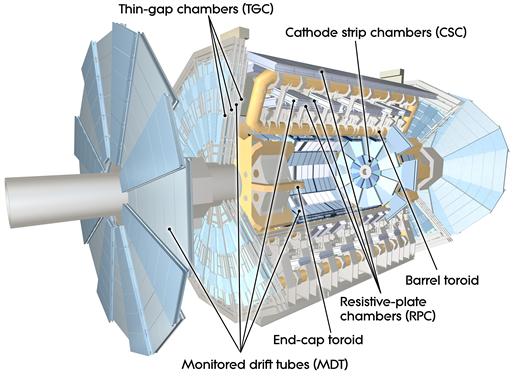 Thin-gap chambers (TGC)
Cathode strip chambers (CSC)
Barrel toroid
Resistive-plate
chambers (RPC)
End-cap toroid
Monitored drift tubes (MDT)